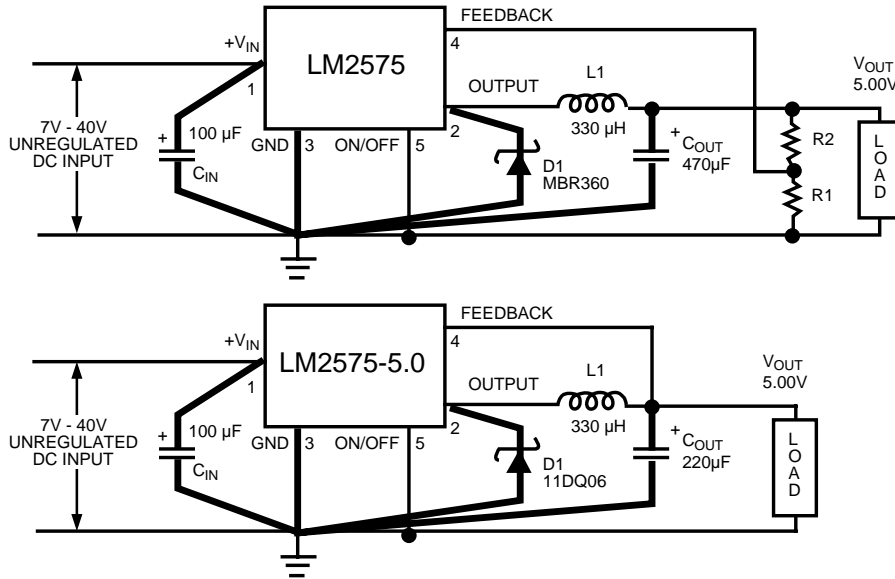 FEEDBACK
+VIN
4
LM2575
L1
VOUT
5.00V
1
OUTPUT
7V - 40V
UNREGULATED
DC INPUT
+
100 µF
CIN
GND
3
ON/OFF
5
2
330 µH
D1
MBR360
+
COUT
470µF
R2
R1
LOAD
FEEDBACK
+VIN
4
LM2575-5.0
L1
VOUT
5.00V
1
OUTPUT
7V - 40V
UNREGULATED
DC INPUT
+
100 µF
CIN
GND
3
ON/OFF
5
2
330 µH
D1
11DQ06
+
COUT
220µF
LOAD